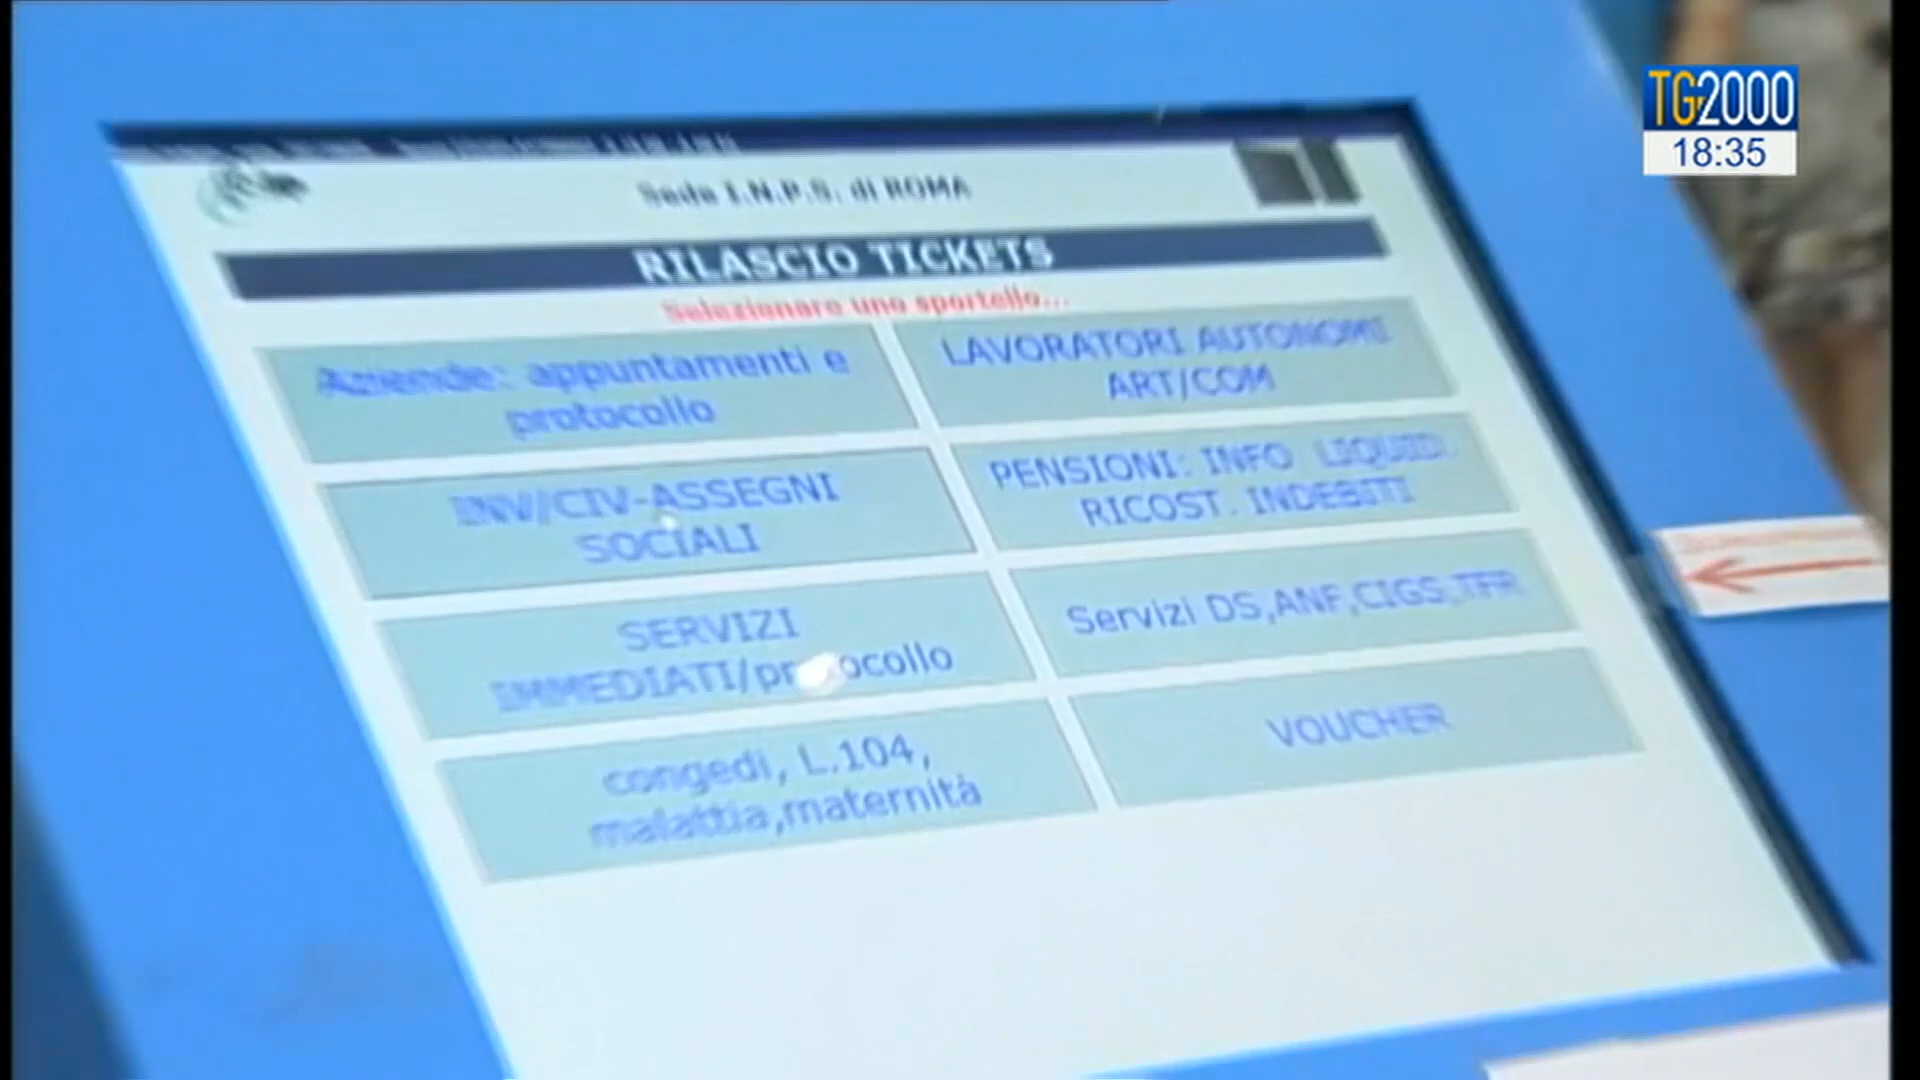 TG2000
18:35
Sede I.N.P.S. di ROMA
RILASCIO TICKETS
Selezionare uno sportello...
Aziende: appuntamenti e
protocollo
LAVORATORI AUTONOMI
ART/COM
INV/CIV-ASSEGNI
SOCIALI
PENSIONI: INFO LIQUID.
RICOST. INDEBITI
SERVIZI
IMMEDIATI/protocollo
Servizi DS,ANF,CIGS,TFR
congedi, L.104,
malattia,maternità
VOUCHER